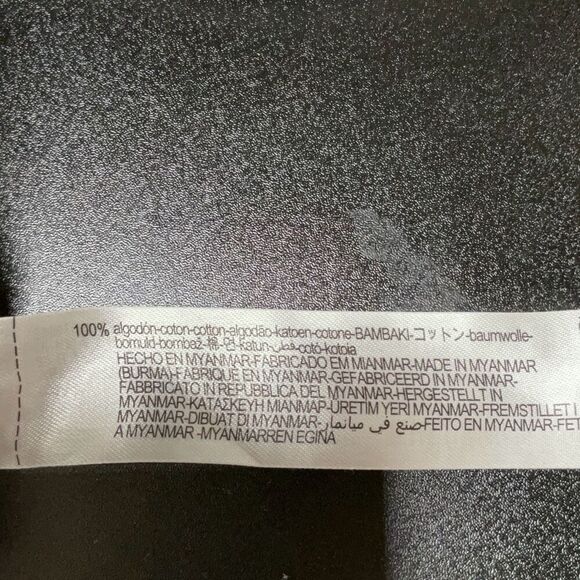 100% algodón-coton-cotton-algodão-katoen-cotone-BAMBAKI-コットン-baumwolle-
bomuld-bombaž-棉-면-katun-قطن-cotó-kotoia
HECHO EN MYANMAR-FABRICADO EM MIANMAR-MADE IN MYANMAR
(BURMA)-FABRIQUE EN MYANMAR-GEFABRICEERD IN MYANMAR-
FABBRICATO IN REPUBBLICA DEL MYANMAR-HERGESTELLT IN
MYANMAR-ΚΑΤΑΣΚΕΥΗ ΜΙΑΝΜΑΡ-ÜRETIM YERİ MYANMAR-FREMSTILLET I
MYANMAR-DIBUAT DI MYANMAR-صنع في ميانمار-FEITO EN MYANMAR-FET
A MYANMAR -MYANMARREN EGINA